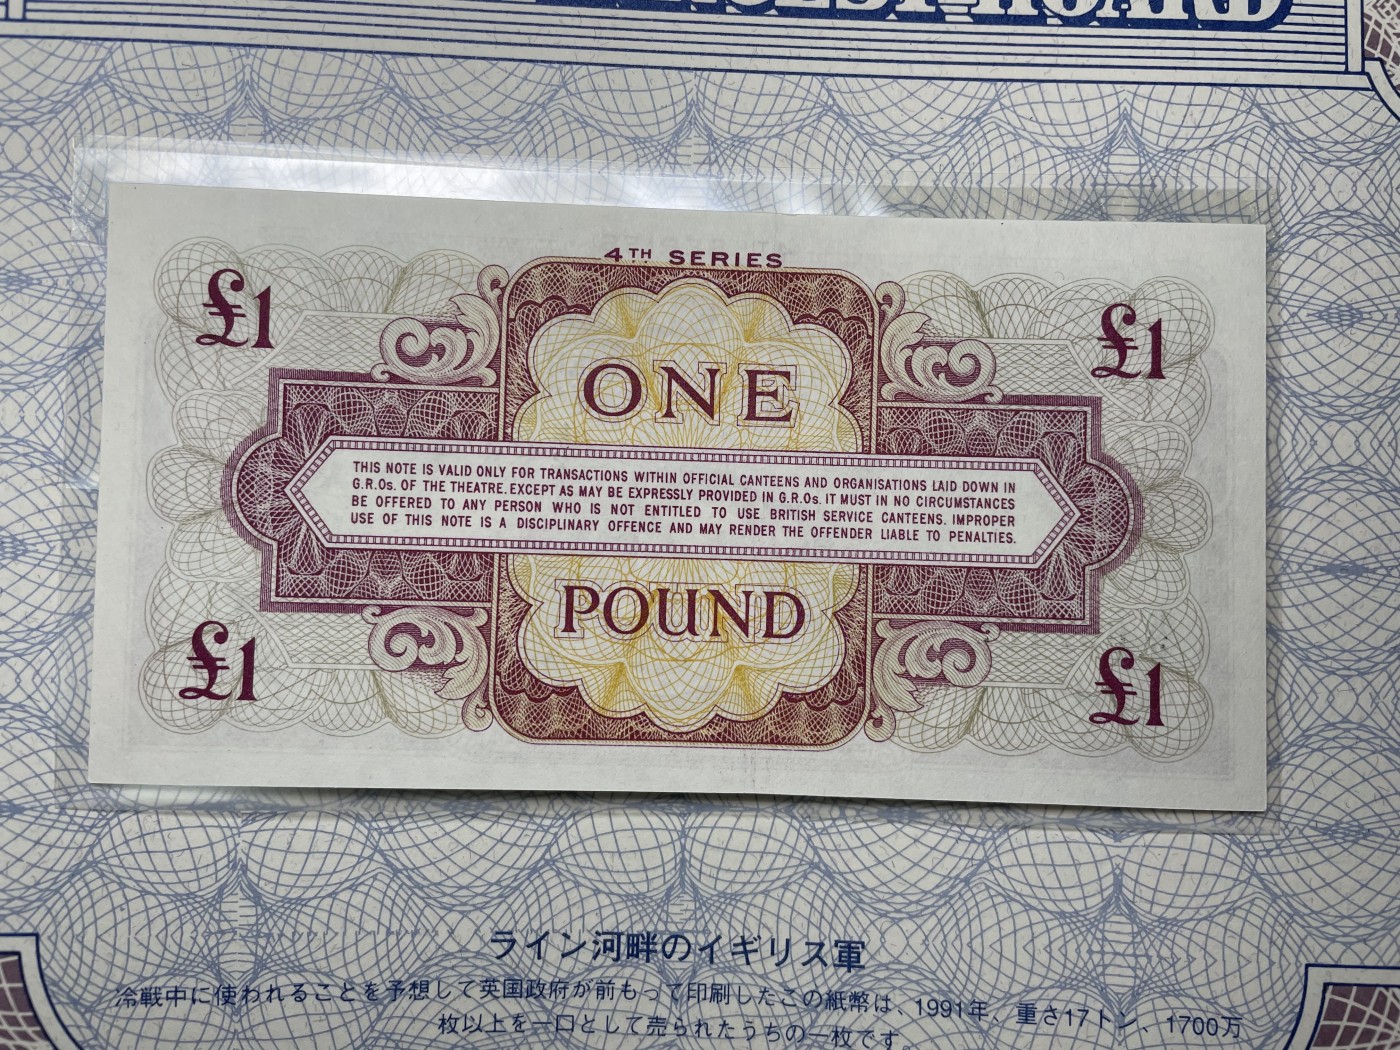 HOARD
4TH SERIES
£1
£1
ONE
THIS NOTE IS VALID ONLY FOR TRANSACTIONS WITHIN OFFICIAL CANTEENS AND ORGANISATIONS LAID DOWN IN
G.R.Os. OF THE THEATRE. EXCEPT AS MAY BE EXPRESSLY PROVIDED IN G.R.Os. IT MUST IN NO CIRCUMSTANCES
BE OFFERED TO ANY PERSON WHO IS NOT ENTITLED TO USE BRITISH SERVICE CANTEENS. IMPROPER
USE OF THIS NOTE IS A DISCIPLINARY OFFENCE AND MAY RENDER THE OFFENDER LIABLE TO PENALTIES.
POUND
£1
£1
ライン河畔のイギリス軍
冷戦中に使われることを予想して英国政府が前もって印刷したこの紙幣は、1991年、重さ17トン、1700万
枚以上を一口として売られたうちの一枚です。